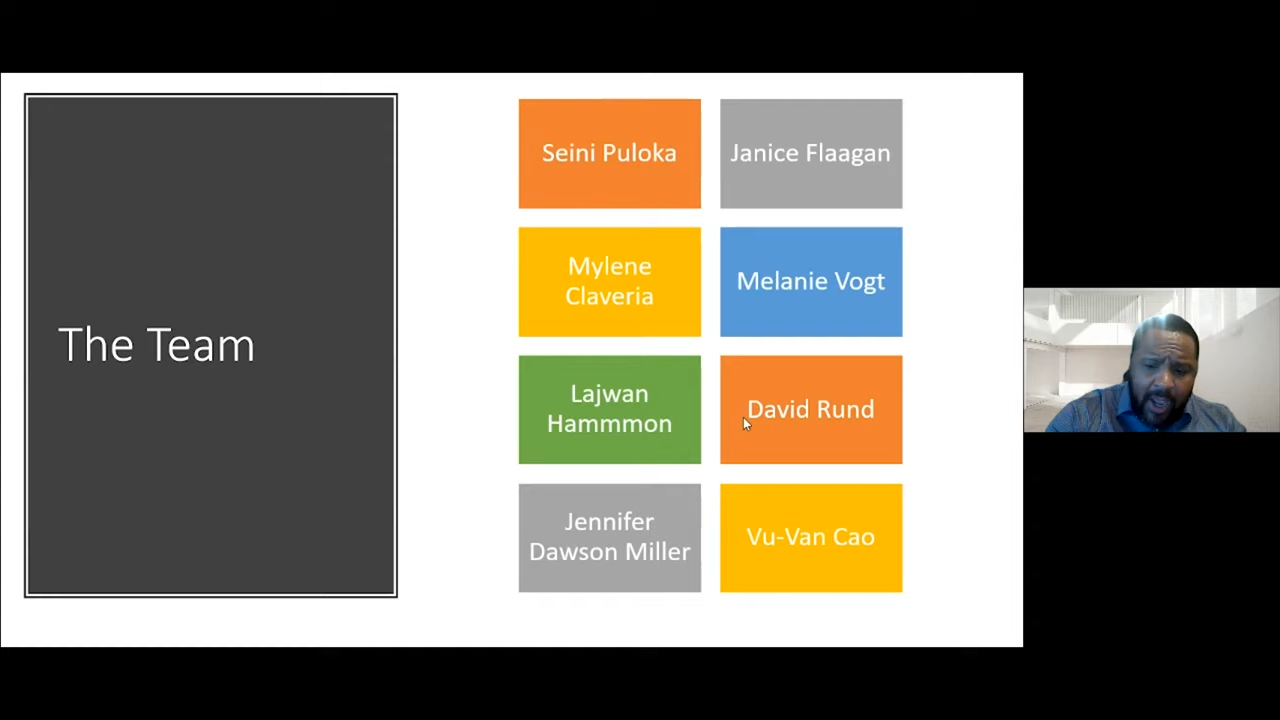 The Team
Seini Puloka
Janice Flaagan
Mylene
Claveria
Melanie Vogt
Lajwan
Hammmon
David Rund
Jennifer
Dawson Miller
Vu-Van Cao